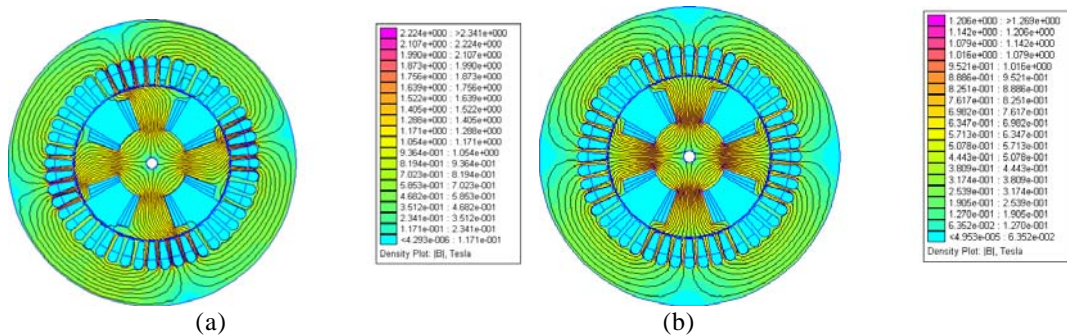 2.224e+000 : >2.341e+000
2.107e+000 : 2.224e+000
1.990e+000 : 2.107e+000
1.873e+000 : 1.990e+000
1.756e+000 : 1.873e+000
1.639e+000 : 1.756e+000
1.522e+000 : 1.639e+000
1.405e+000 : 1.522e+000
1.288e+000 : 1.405e+000
1.171e+000 : 1.288e+000
1.054e+000 : 1.171e+000
9.364e-001 : 1.054e+000
8.194e-001 : 9.364e-001
7.023e-001 : 8.194e-001
5.853e-001 : 7.023e-001
4.682e-001 : 5.853e-001
3.512e-001 : 4.682e-001
2.341e-001 : 3.512e-001
1.171e-001 : 2.341e-001
<4.293e-006 : 1.171e-001
Density Plot: |B|, Tesla
1.206e+000 : >1.269e+000
1.142e+000 : 1.206e+000
1.079e+000 : 1.142e+000
1.016e+000 : 1.079e+000
9.521e-001 : 1.016e+000
8.886e-001 : 9.521e-001
8.251e-001 : 8.886e-001
7.617e-001 : 8.251e-001
6.982e-001 : 7.617e-001
6.347e-001 : 6.982e-001
5.713e-001 : 6.347e-001
5.078e-001 : 5.713e-001
4.443e-001 : 5.078e-001
3.809e-001 : 4.443e-001
3.174e-001 : 3.809e-001
2.539e-001 : 3.174e-001
1.905e-001 : 2.539e-001
1.270e-001 : 1.905e-001
6.352e-002 : 1.270e-001
<4.953e-005 : 6.352e-002
Density Plot: |B|, Tesla
(a)
(b)